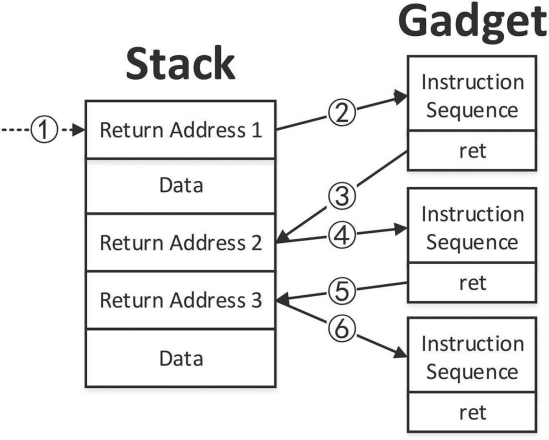 Gadget
Stack
①
Return Address 1
②
Instruction
Sequence
ret
Data
③
Return Address 2
④
Instruction
Sequence
ret
Return Address 3
⑤
⑥
Data
Instruction
Sequence
ret